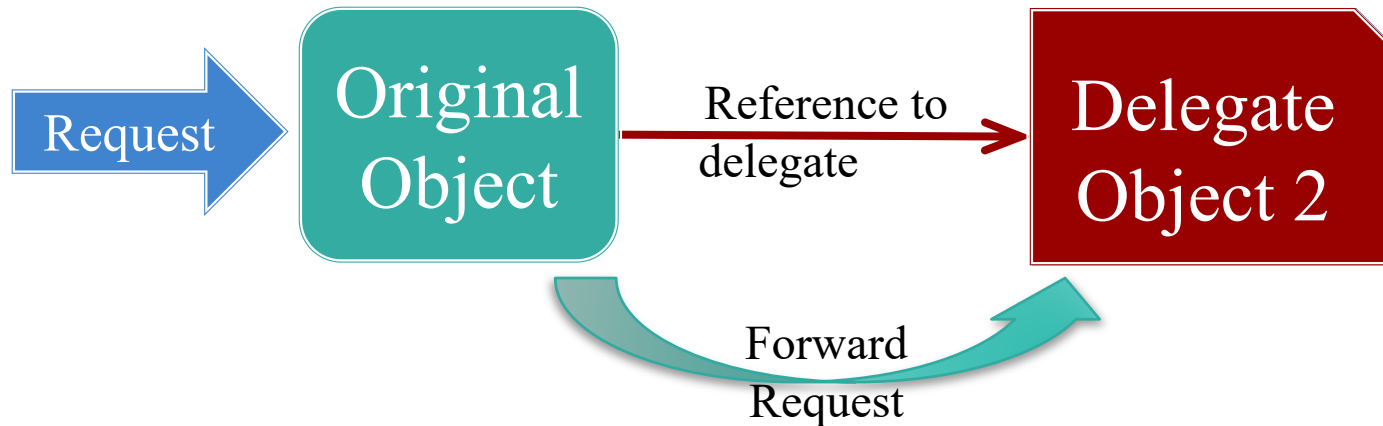 Request
Original
Object
Reference to
delegate
Delegate
Object 2
Forward
Request